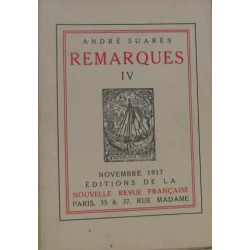 ANDRÉ SUARÈS
REMARQUES
IV
NOVEMBRE 1917
ÉDITIONS DE LA
NOUVELLE REVUE FRANÇAISE
PARIS, 35 & 37, RUE MADAME